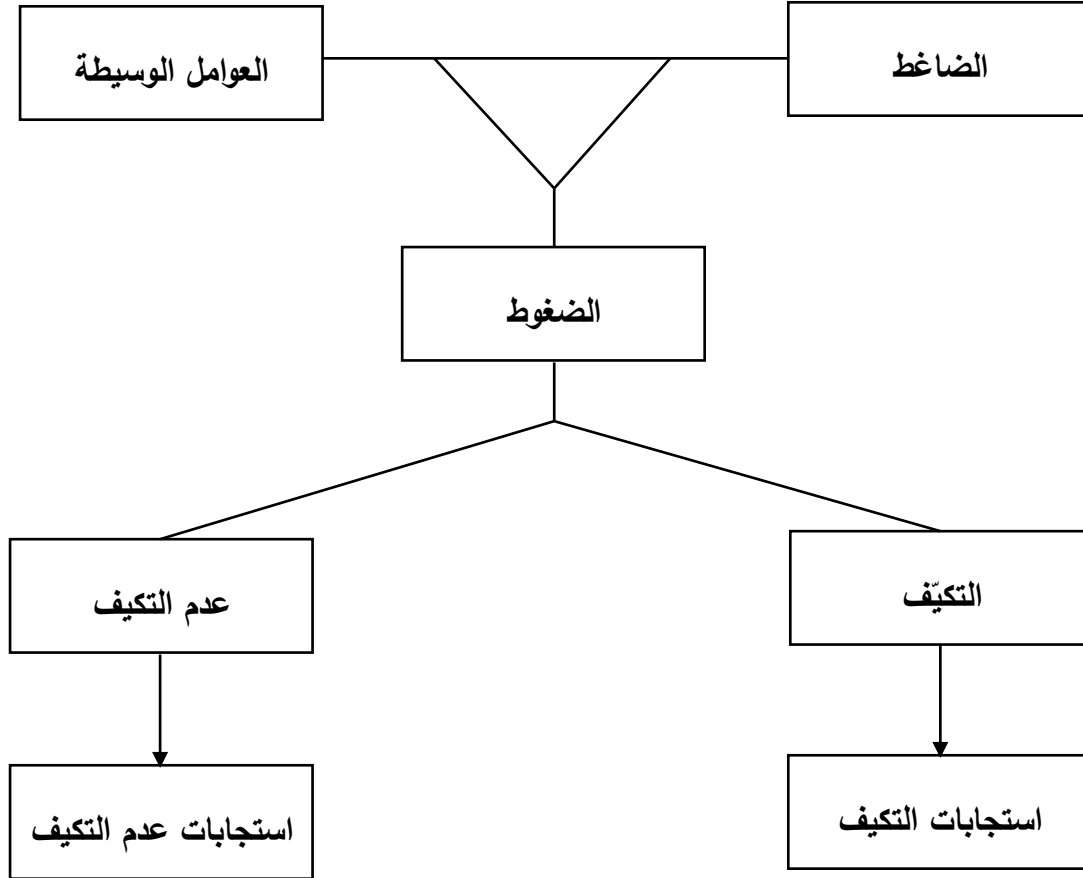 الضاغط
العوامل الوسيطة
الضغوط
التكيّف
عدم التكيف
استجابات التكيف
استجابات عدم التكيف